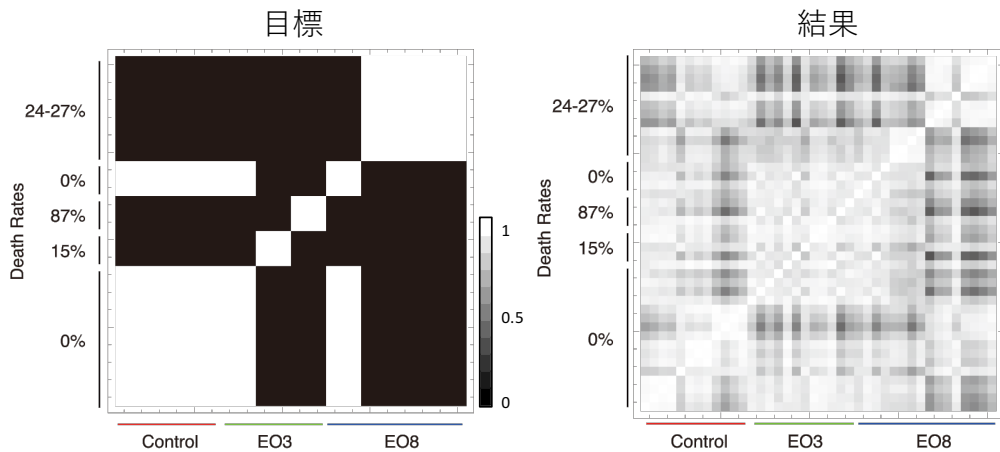 目標
Death Rates
24-27%
0%
87%
15%
0%
Control
EO3
EO8
1
0.5
0
結果
Death Rates
24-27%
0%
87%
15%
0%
Control
EO3
EO8